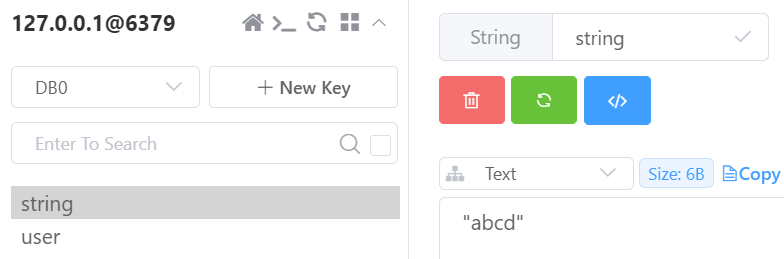 127.0.0.1@6379
DB0
New Key
Enter To Search
string
user
String
string
Text
Size: 6B
Copy
"abcd"